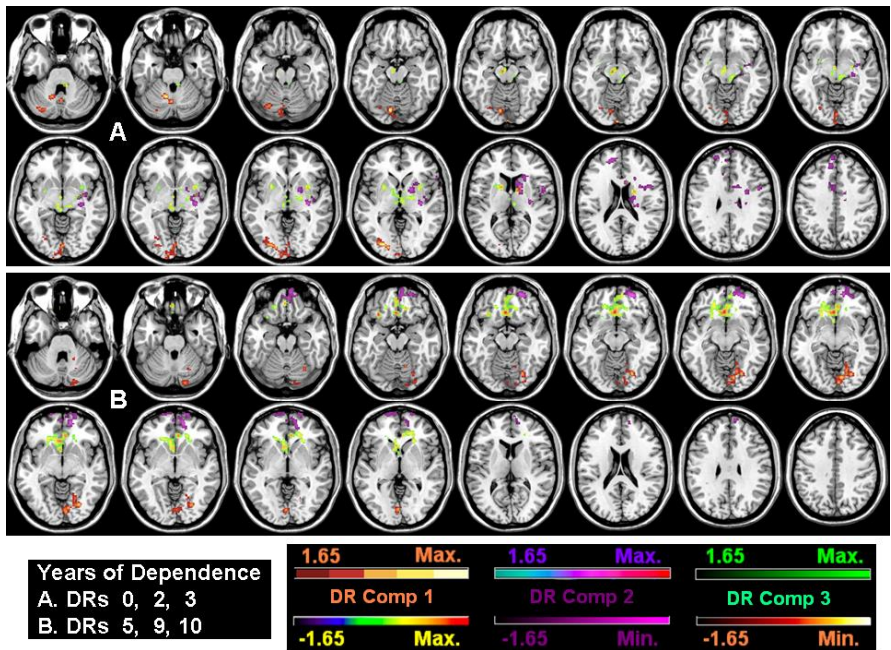 A
B
Years of Dependence
A. DRs 0, 2, 3
B. DRs 5, 9, 10
1.65 Max.
DR Comp 1
-1.65 Max.
1.65 Max.
DR Comp 2
-1.65 Min.
1.65 Max.
DR Comp 3
-1.65 Min.